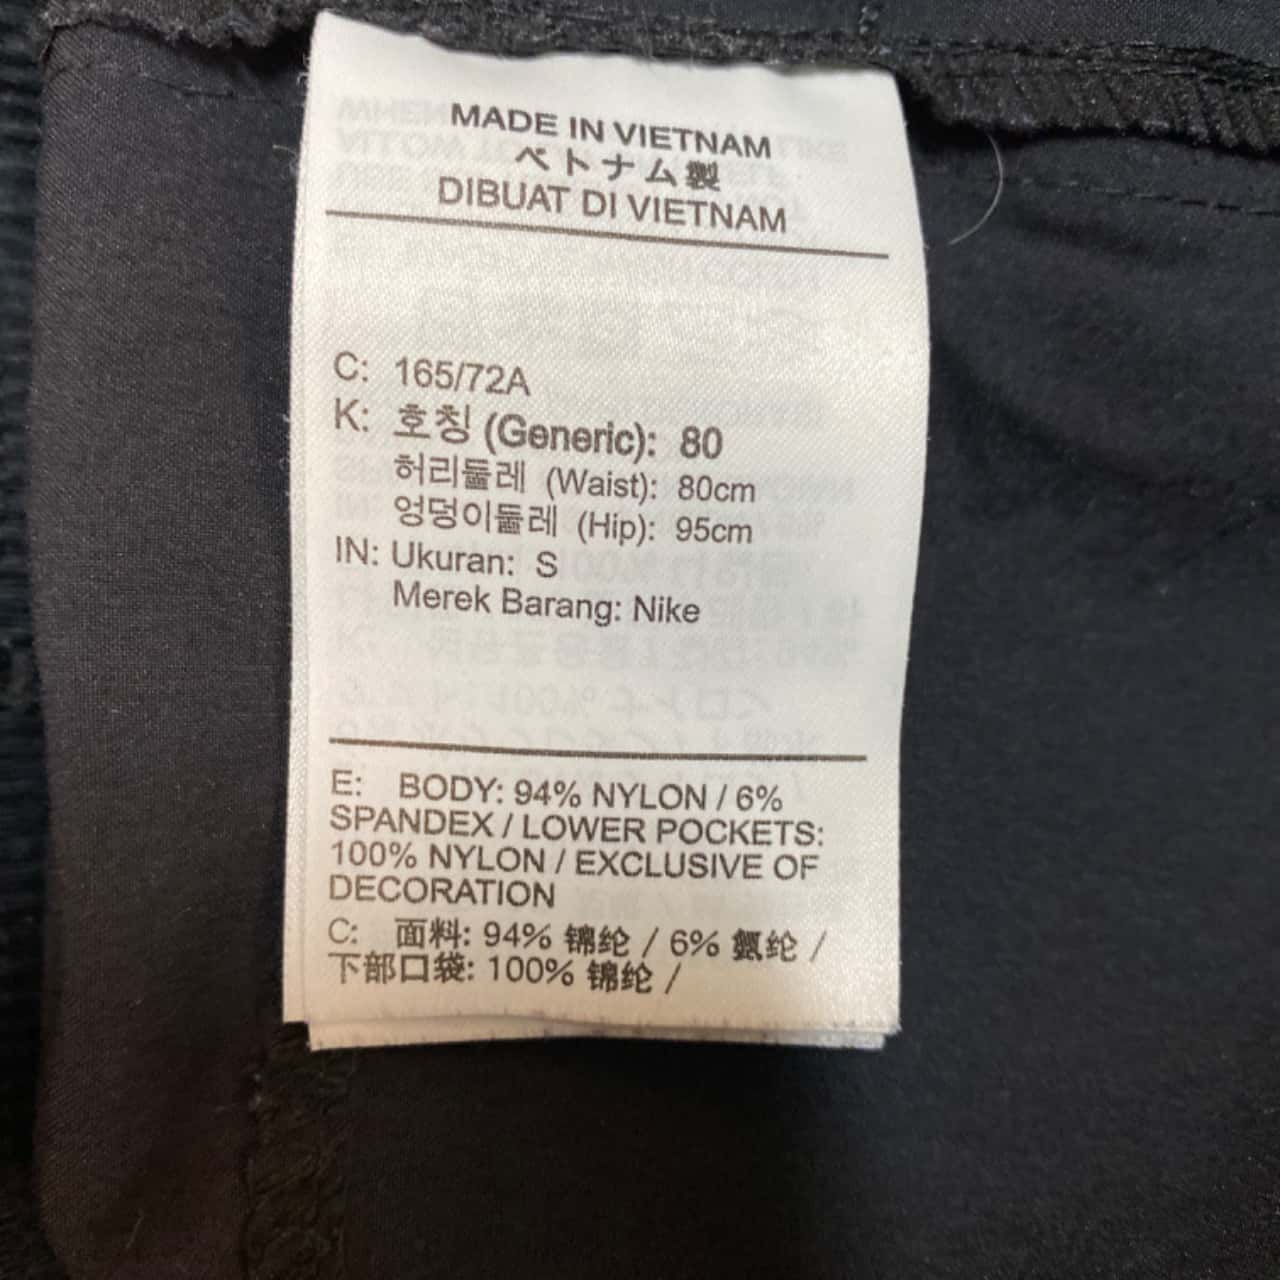 MADE IN VIETNAM
ベトナム製
DIBUAT DI VIETNAM
C: 165/72A
K: 호칭 (Generic): 80
허리둘레 (Waist): 80cm
엉덩이둘레 (Hip): 95cm
IN: Ukuran: S
Merek Barang: Nike
E: BODY: 94% NYLON / 6%
SPANDEX / LOWER POCKETS:
100% NYLON / EXCLUSIVE OF
DECORATION
C: 面料: 94% 锦纶 / 6% 氨纶 /
下部口袋: 100% 锦纶 /